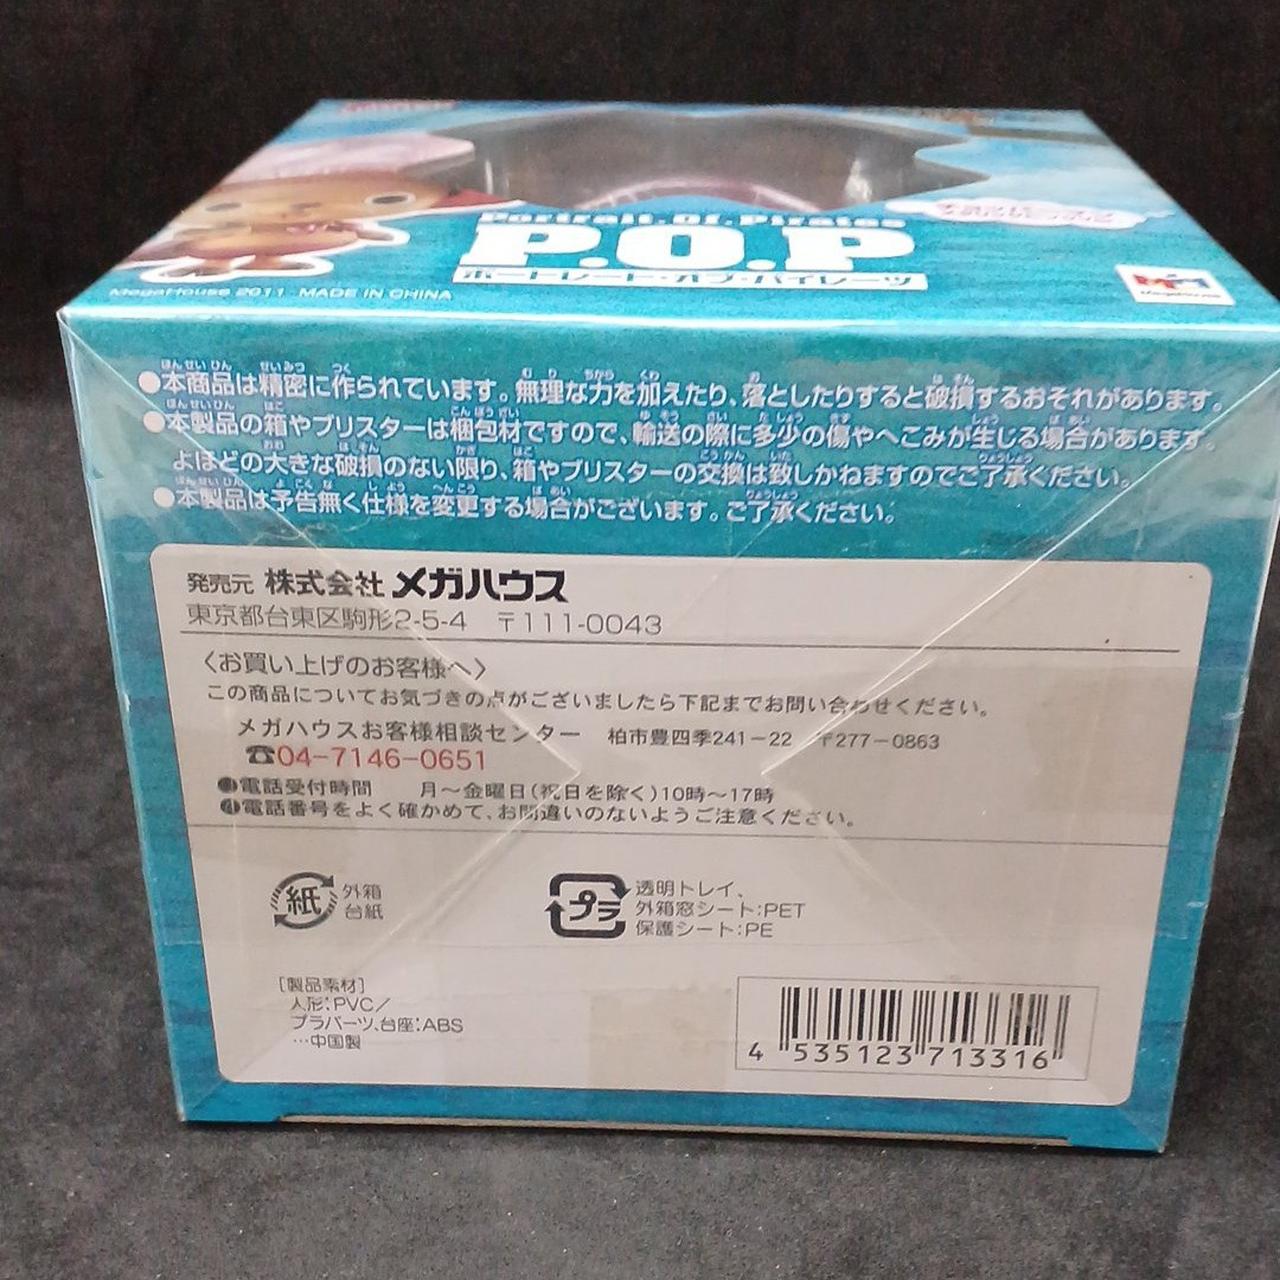 Portrait.Of.Pirates
P.O.P
ポートレート・オブ・パイレーツ
MegaHouse 2011 MADE IN CHINA
MegaHouse
●本商品は精密に作られています。無理な力を加えたり、落としたりすると破損するおそれがあります。
●本製品の箱やブリスターは梱包材ですので、輸送の際に多少の傷やへこみが生じる場合があります。
よほどの大きな破損のない限り、箱やブリスターの交換は致しかねますのでご了承ください。
●本製品は予告無く仕様を変更する場合がございます。ご了承ください。
発売元 株式会社 メガハウス
東京都台東区駒形2-5-4 〒111-0043
〈お買い上げのお客様へ〉
この商品についてお気づきの点がございましたら下記までお問い合わせください。
メガハウスお客様相談センター 柏市豊四季241-22 〒277-0863
☎04-7146-0651
●電話受付時間 月〜金曜日(祝日を除く)10時〜17時
●電話番号をよく確かめて、お間違いのないようご注意ください。
紙 外箱
台紙
プラ 透明トレイ、
外箱窓シート:PET
保護シート:PE
[製品素材]
人形:PVC/
プラパーツ、台座:ABS
…中国製
4 535123 713316